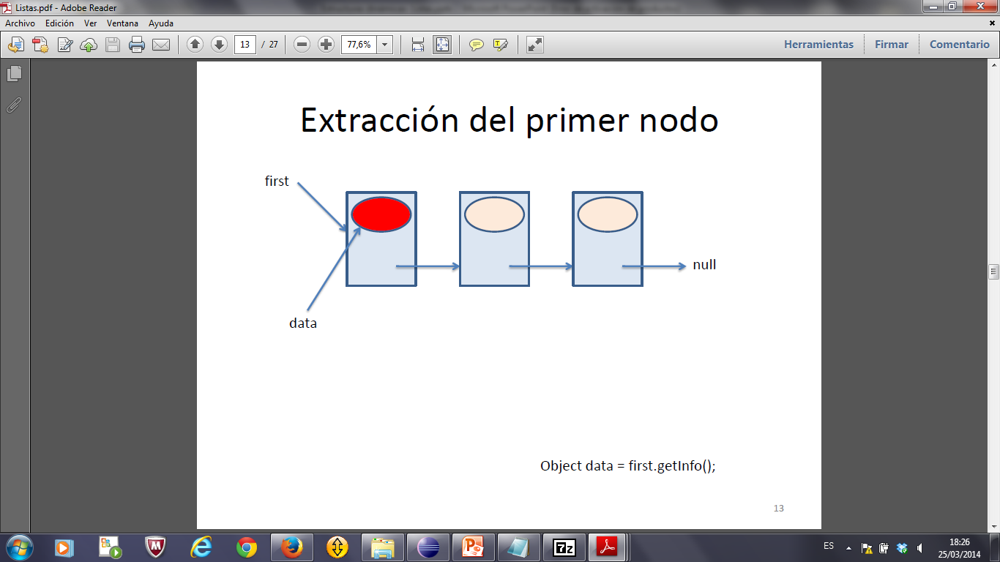 Listas.pdf - Adobe Reader
Archivo Edición Ver Ventana Ayuda
13 / 27 77,6% Herramientas Firmar Comentario
Extracción del primer nodo
first
null
data
Object data = first.getInfo();
13
ES 18:26
25/03/2014